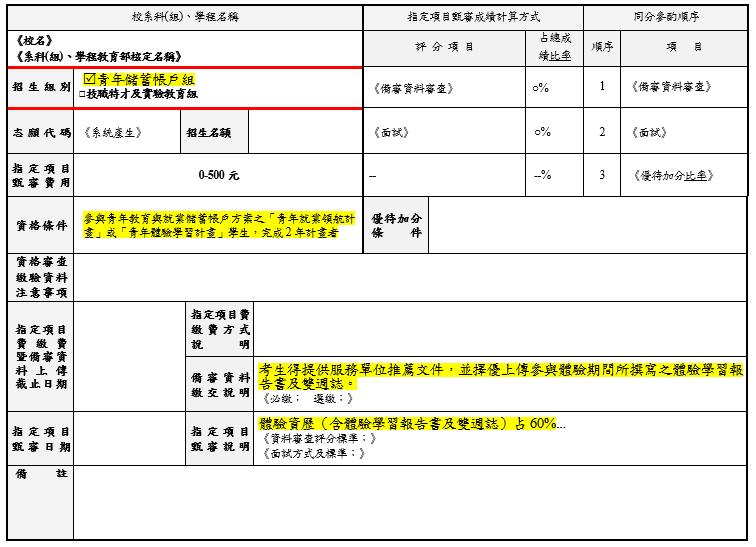 校系科(組)、學程名稱
指定項目甄審成績計算方式
同分參酌順序
《校名》
《系科(組)、學程教育部核定名稱》
評分項目
占總成
績比率
順序
項 目
招生組別
☑青年儲蓄帳戶組
□技職特才及實驗教育組
《備審資料審查》
○%
1
《備審資料審查》
志願代碼
《系統產生》
招生名額
《面試》
○%
2
《面試》
指定項目
甄審費用
0-500 元
--
--%
3
《優待加分比率》
資格條件
參與青年教育與就業儲蓄帳戶方案之「青年就業領航計
畫」或「青年體驗學習計畫」學生，完成 2 年計畫者
優待加分
條 件
資格審查
繳驗資料
注意事項
指定項目
費繳費
暨備審資
料上傳
截止日期
指定項目費
繳費方式
說 明
備審資料
繳交說明
考生得提供服務單位推薦文件，並擇優上傳參與體驗期間所撰寫之體驗學習報
告書及雙週誌。
《必繳； 選繳；》
指定項目
甄審日期
指定項目
甄審說明
體驗資歷（含體驗學習報告書及雙週誌）占 60%...
《資料審查評分標準；》
《面試方式及標準；》
備 註